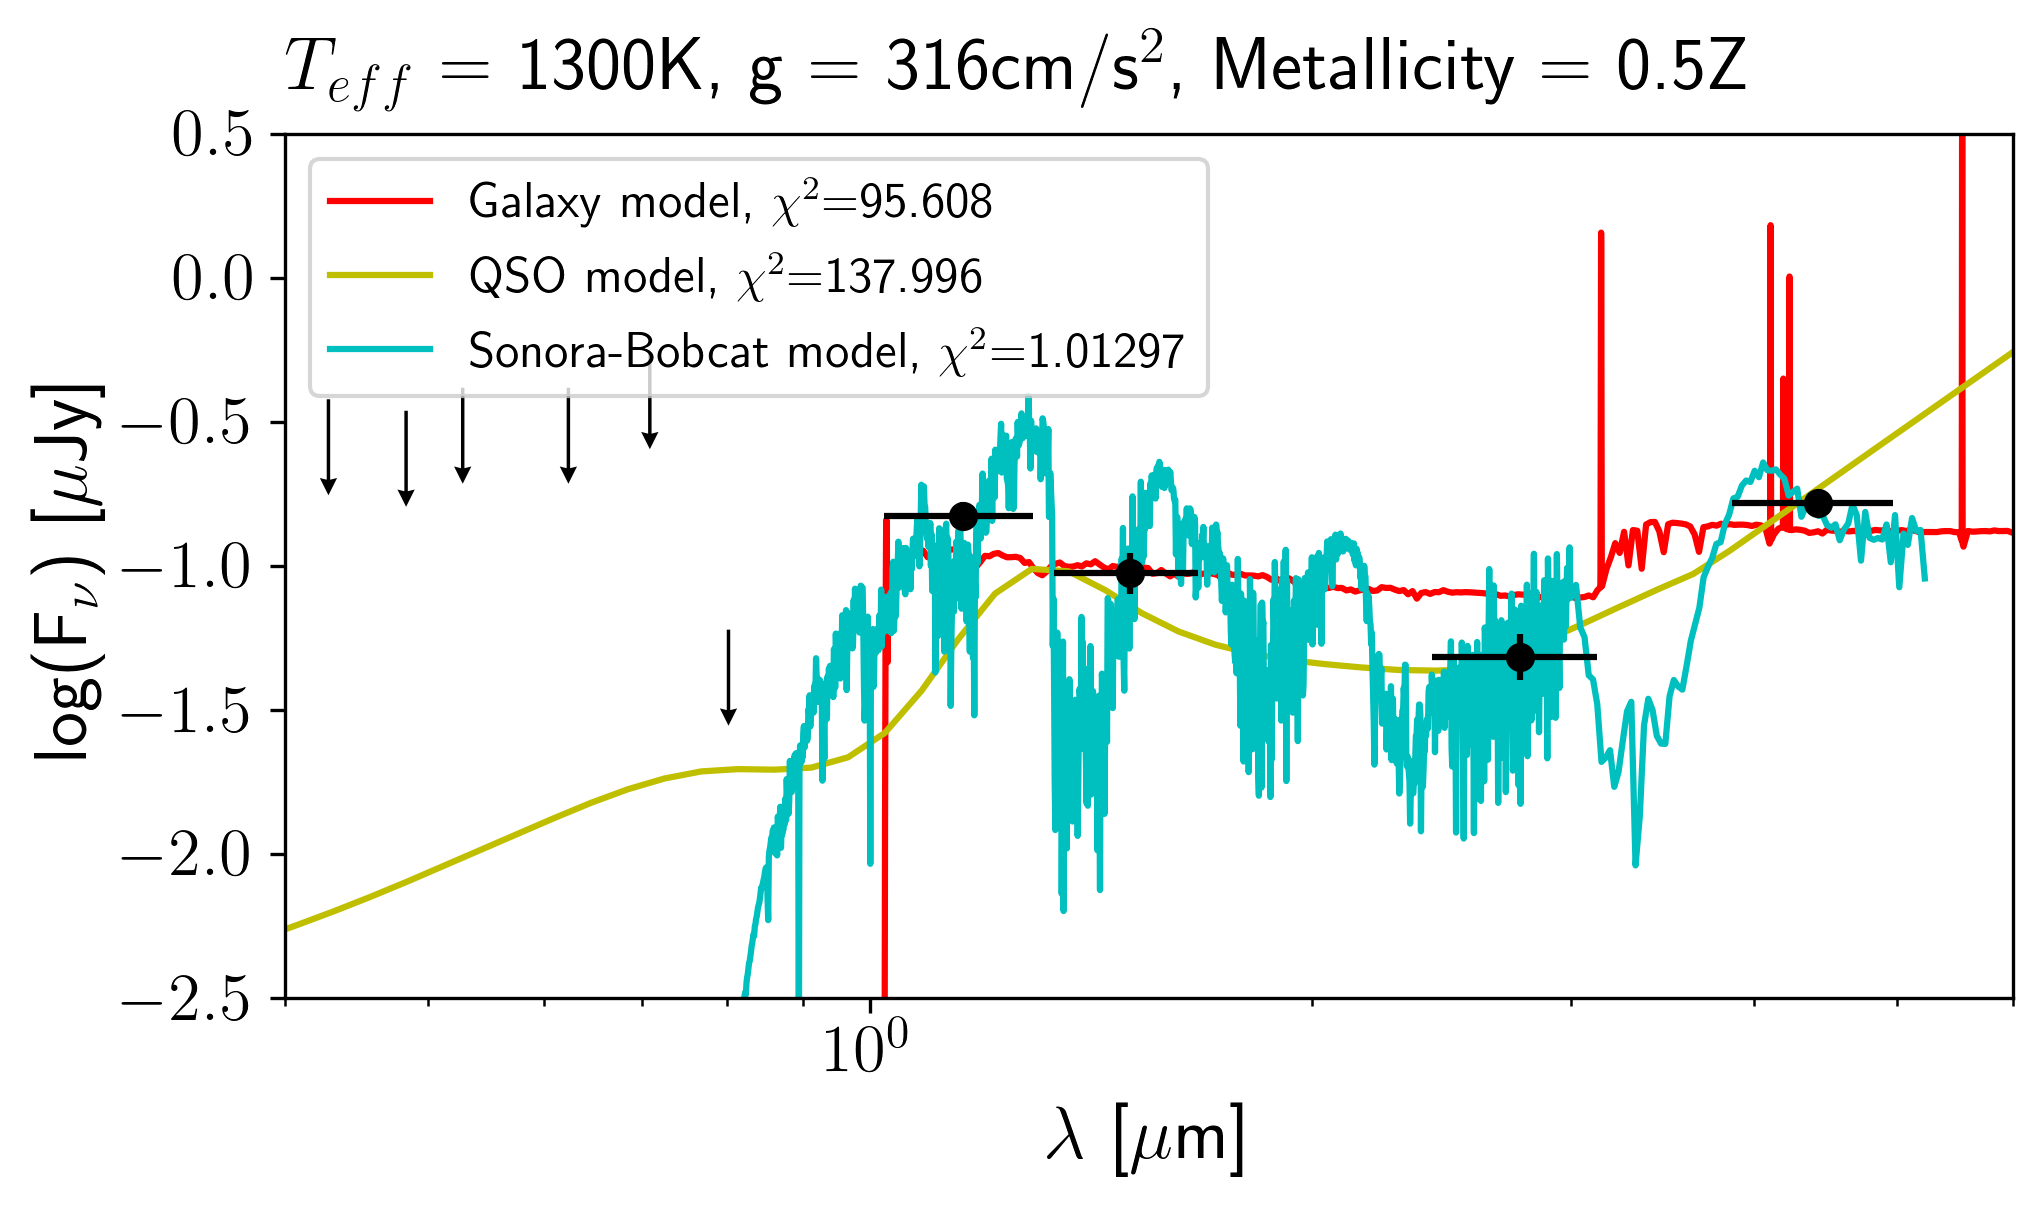 T_eff = 1300K, g = 316cm/s², Metallicity = 0.5Z
0.5
0.0
−0.5
−1.0
−1.5
−2.0
−2.5
log(F_ν) [μJy]
Galaxy model, χ²=95.608
QSO model, χ²=137.996
Sonora-Bobcat model, χ²=1.01297
10⁰
λ [μm]